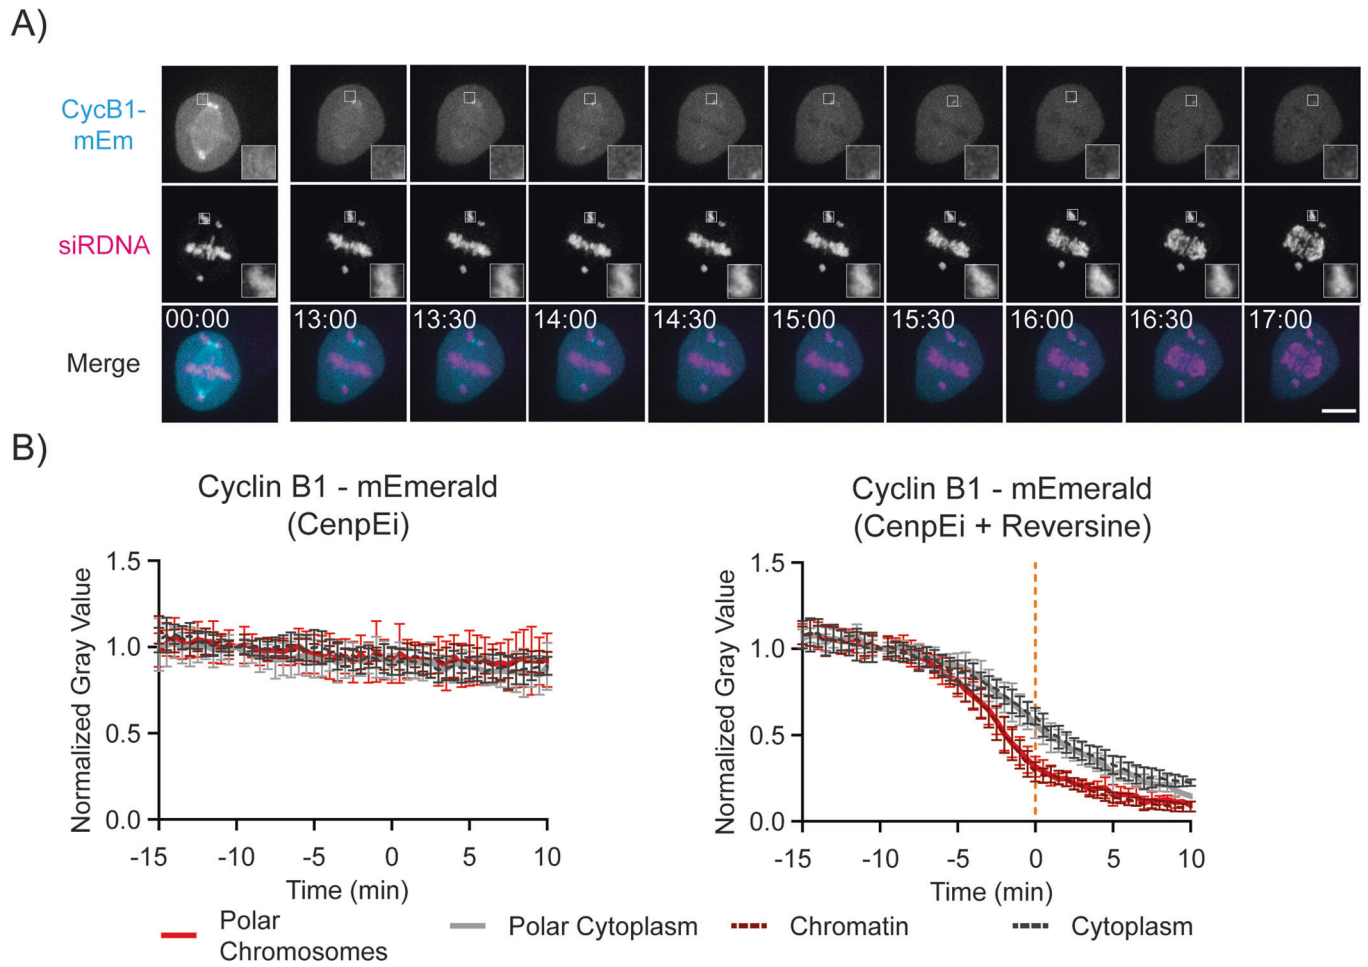 A)
CycB1-
mEm
siRDNA
Merge
00:00
13:00
13:30
14:00
14:30
15:00
15:30
16:00
16:30
17:00
B)
Cyclin B1 - mEmerald
(CenpEi)
Normalized Gray Value
1.5
1.0
0.5
0.0
-15
-10
-5
0
5
10
Time (min)
Cyclin B1 - mEmerald
(CenpEi + Reversine)
Normalized Gray Value
1.5
1.0
0.5
0.0
-15
-10
-5
0
5
10
Time (min)
Polar
Chromosomes
Polar Cytoplasm
Chromatin
Cytoplasm